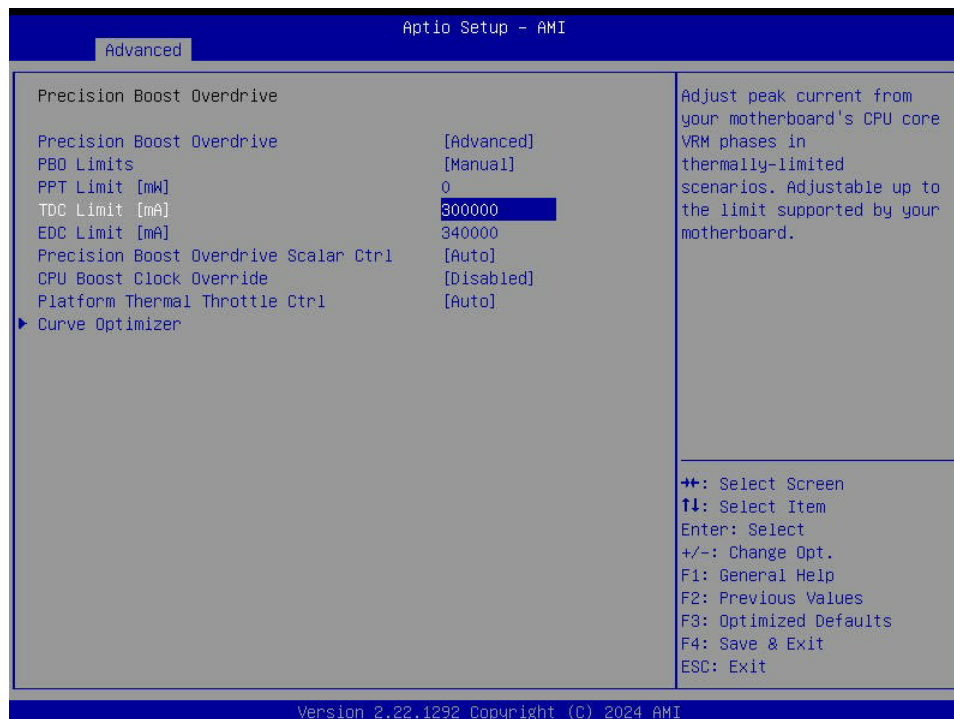 Aptio Setup – AMI
Advanced
Precision Boost Overdrive
Precision Boost Overdrive [Advanced]
PBO Limits [Manual]
PPT Limit [mW] 0
TDC Limit [mA] 300000
EDC Limit [mA] 340000
Precision Boost Overdrive Scalar Ctrl [Auto]
CPU Boost Clock Override [Disabled]
Platform Thermal Throttle Ctrl [Auto]
Curve Optimizer
Adjust peak current from
your motherboard's CPU core
VRM phases in
thermally-limited
scenarios. Adjustable up to
the limit supported by your
motherboard.
→←: Select Screen
↑↓: Select Item
Enter: Select
+/-: Change Opt.
F1: General Help
F2: Previous Values
F3: Optimized Defaults
F4: Save & Exit
ESC: Exit
Version 2.22.1292 Copyright (C) 2024 AMI